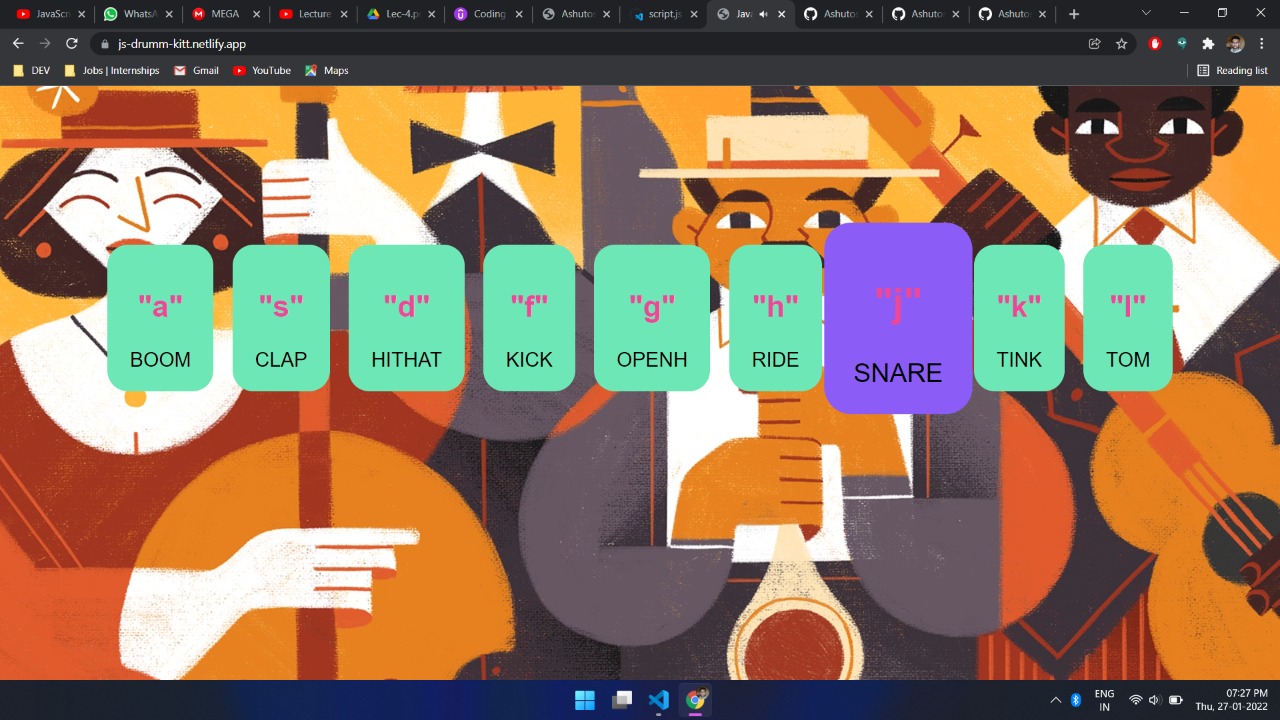 JavaScri
WhatsA
MEGA
Lecture
Lec-4.p
Coding
Ashutos
script.js
Java
Ashuto
Ashuto
Ashuto
js-drumm-kitt.netlify.app
DEV
Jobs | Internships
Gmail
YouTube
Maps
Reading list
"a"
BOOM
"s"
CLAP
"d"
HITHAT
"f"
KICK
"g"
OPENH
"h"
RIDE
"j"
SNARE
"k"
TINK
"l"
TOM
ENG
IN
07:27 PM
Thu, 27-01-2022